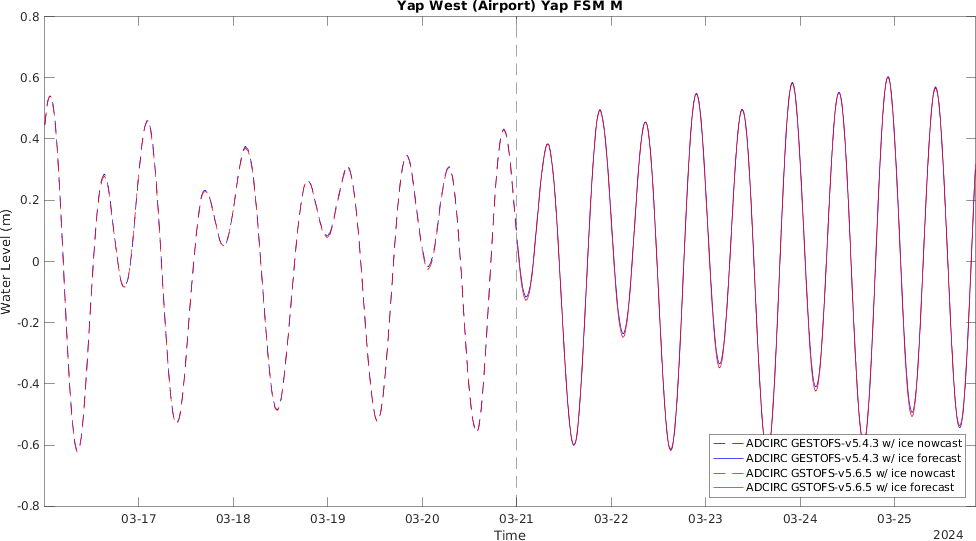 Yap West (Airport) Yap FSM M
0.8
0.6
0.4
0.2
0
-0.2
-0.4
-0.6
-0.8
Water Level (m)
03-17 03-18 03-19 03-20 03-21 03-22 03-23 03-24 03-25
Time
2024
ADCIRC GESTOFS-v5.4.3 w/ ice nowcast
ADCIRC GESTOFS-v5.4.3 w/ ice forecast
ADCIRC GSTOFS-v5.6.5 w/ ice nowcast
ADCIRC GSTOFS-v5.6.5 w/ ice forecast